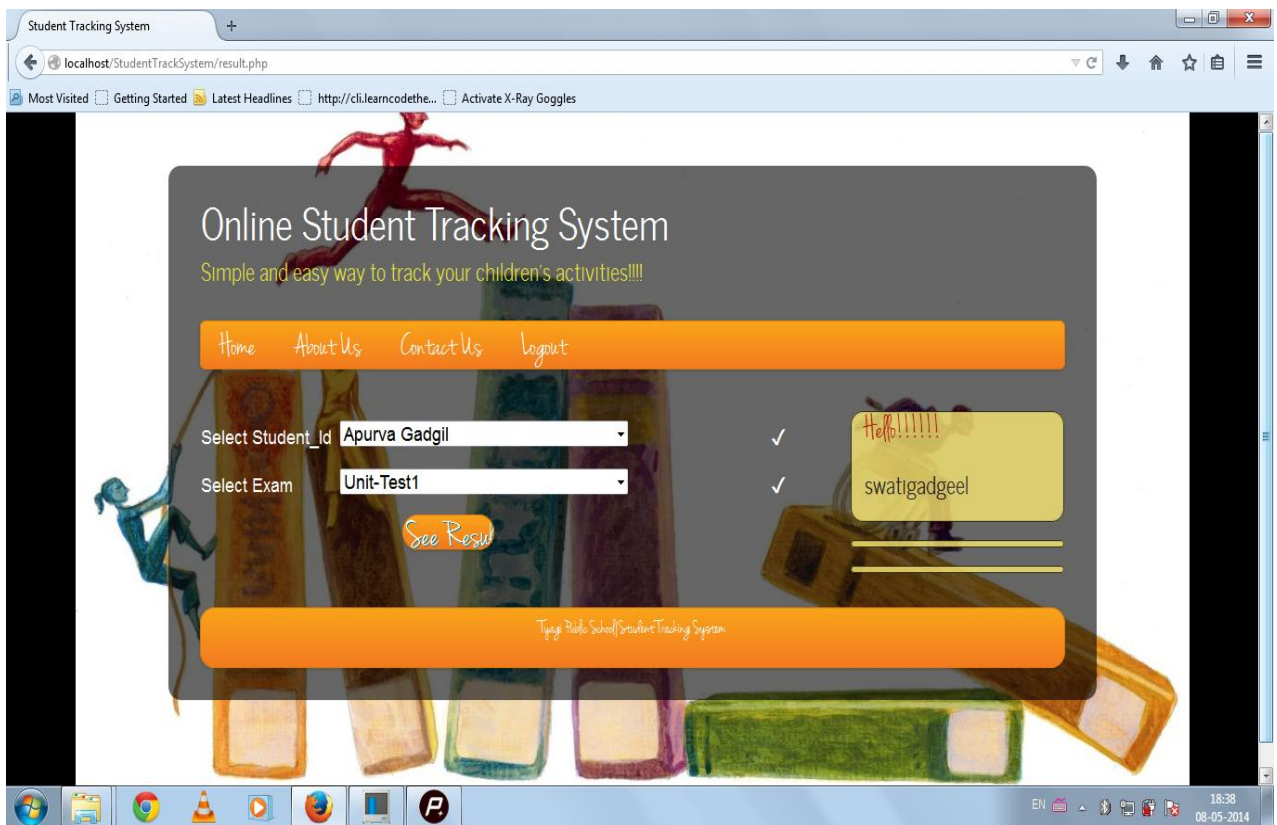 Student Tracking System
localhost/StudentTrackSystem/result.php
Most Visited Getting Started Latest Headlines http://cli.learncodethe... Activate X-Ray Goggles
Online Student Tracking System
Simple and easy way to track your children's activities!!!!
Home About Us Contact Us Logout
Select Student_Id Apurva Gadgil
Hello!!!!!!
Select Exam Unit-Test1
swatigadgeel
See Resul
Tyagi Public School|Student Tracking System
EN
18:38
08-05-2014